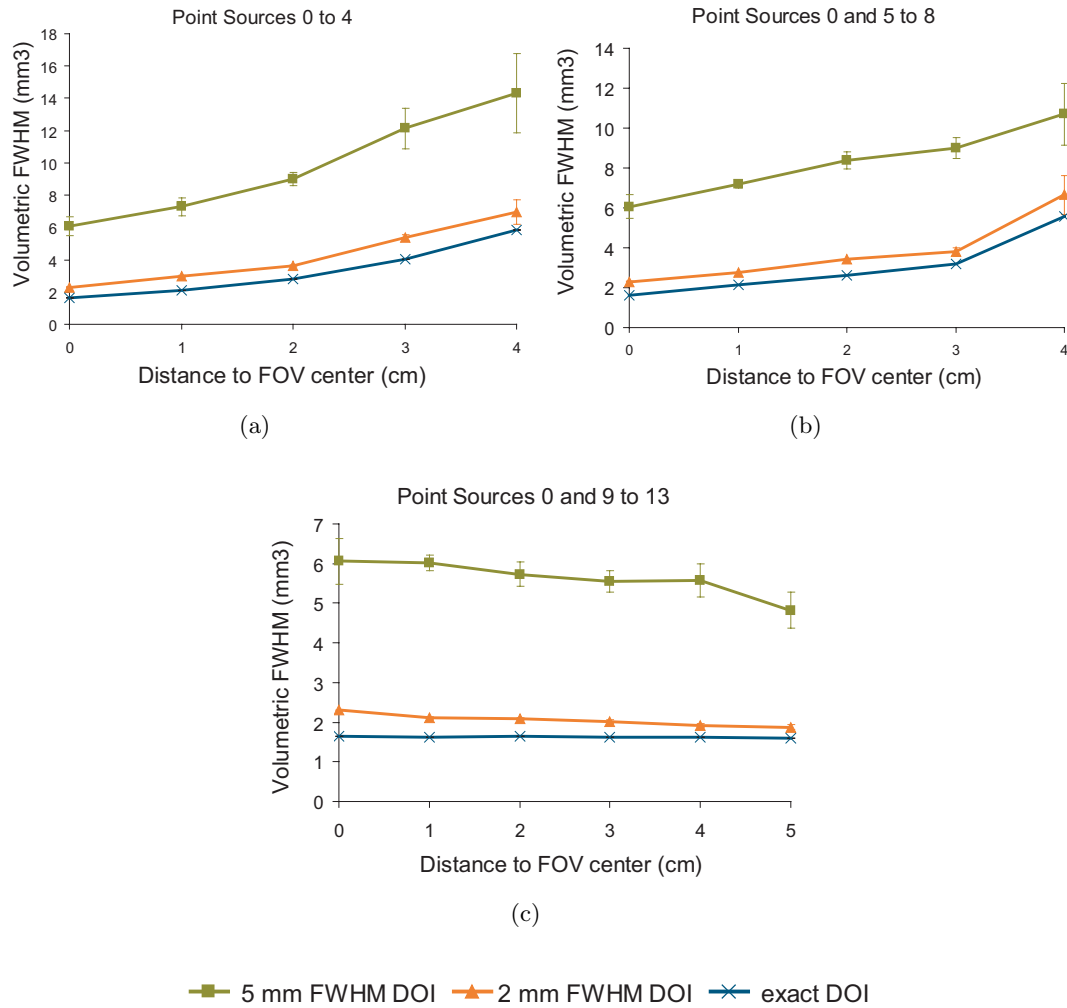 Point Sources 0 to 4
Volumetric FWHM (mm3)
18
16
14
12
10
8
6
4
2
0
0 1 2 3 4
Distance to FOV center (cm)
(a)
Point Sources 0 and 5 to 8
Volumetric FWHM (mm3)
14
12
10
8
6
4
2
0
0 1 2 3 4
Distance to FOV center (cm)
(b)
Point Sources 0 and 9 to 13
Volumetric FWHM (mm3)
7
6
5
4
3
2
1
0
0 1 2 3 4 5
Distance to FOV center (cm)
(c)
5 mm FWHM DOI 2 mm FWHM DOI exact DOI